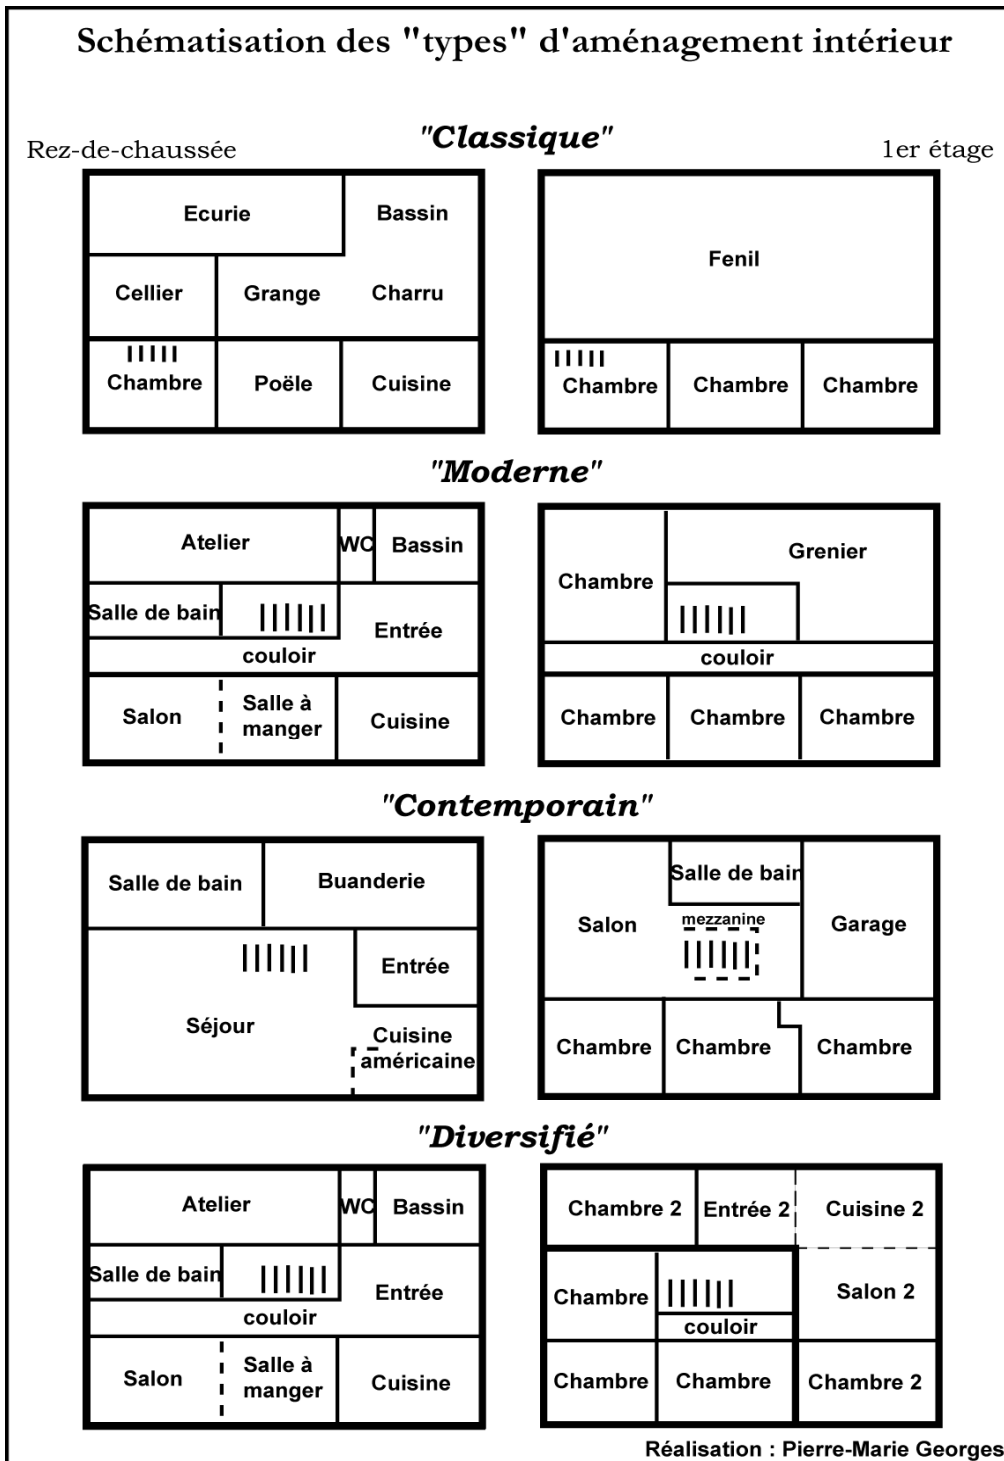 Schématisation des "types" d'aménagement intérieur
"Classique"
Rez-de-chaussée
1er étage
Ecurie
Bassin
Cellier
Grange
Charru
Chambre
Poële
Cuisine
Fenil
Chambre
Chambre
Chambre
"Moderne"
Atelier
WC
Bassin
Salle de bain
Entrée
couloir
Salon
Salle à
manger
Cuisine
Chambre
Grenier
couloir
Chambre
Chambre
Chambre
"Contemporain"
Salle de bain
Buanderie
Entrée
Séjour
Cuisine
américaine
Salle de bain
Salon
mezzanine
Garage
Chambre
Chambre
Chambre
"Diversifié"
Atelier
WC
Bassin
Salle de bain
Entrée
couloir
Salon
Salle à
manger
Cuisine
Chambre 2
Entrée 2
Cuisine 2
Chambre
Salon 2
couloir
Chambre
Chambre
Chambre 2
Réalisation : Pierre-Marie Georges